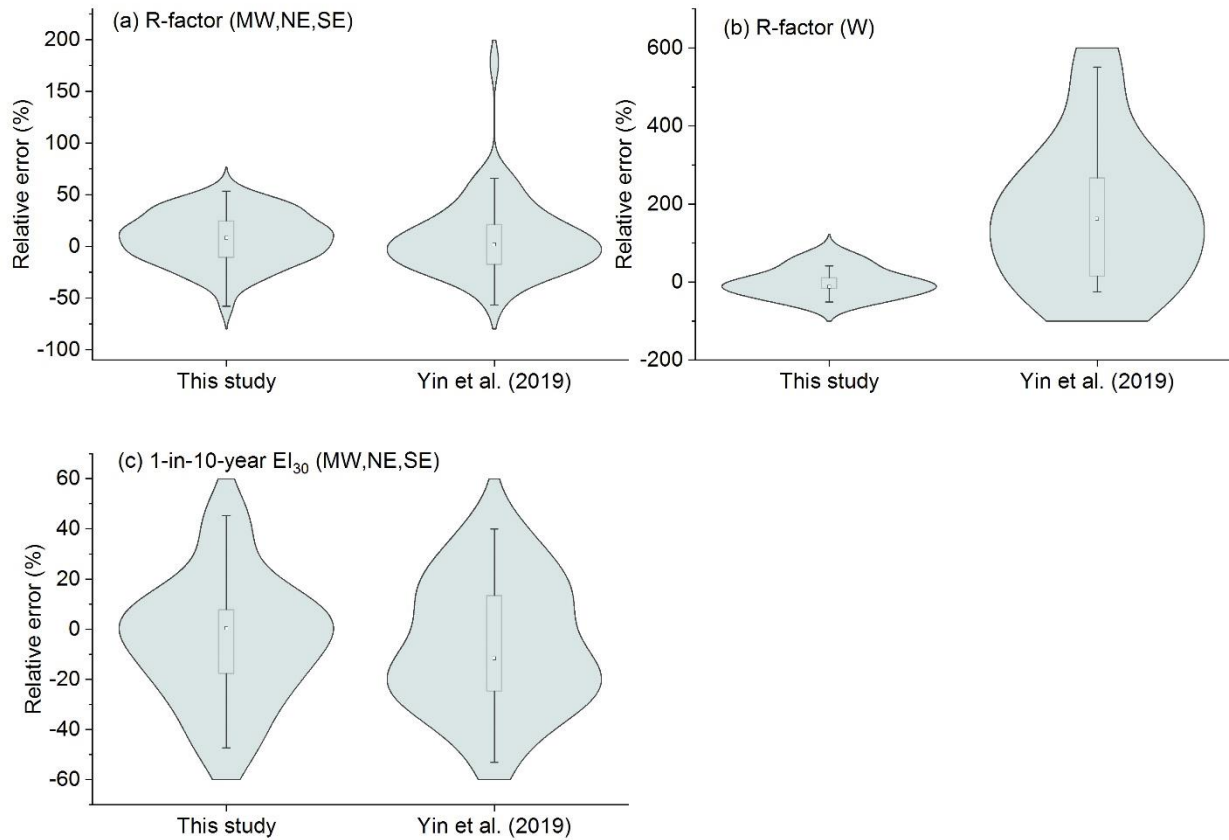 (a) R-factor (MW,NE,SE)
200
150
100
50
0
-50
-100
Relative error (%)
This study
Yin et al. (2019)
(b) R-factor (W)
600
400
200
0
-200
Relative error (%)
This study
Yin et al. (2019)
(c) 1-in-10-year EI30 (MW,NE,SE)
60
40
20
0
-20
-40
-60
Relative error (%)
This study
Yin et al. (2019)